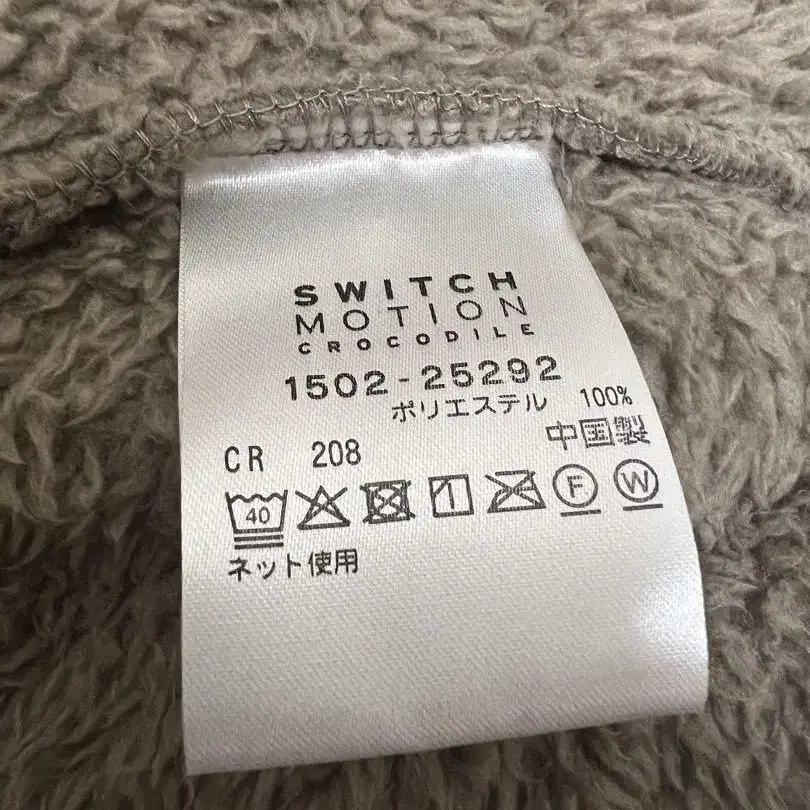 SWITCH
MOTION
CROCODILE
1502-25292
ポリエステル 100%
中国製
CR 208
40 F W
ネット使用